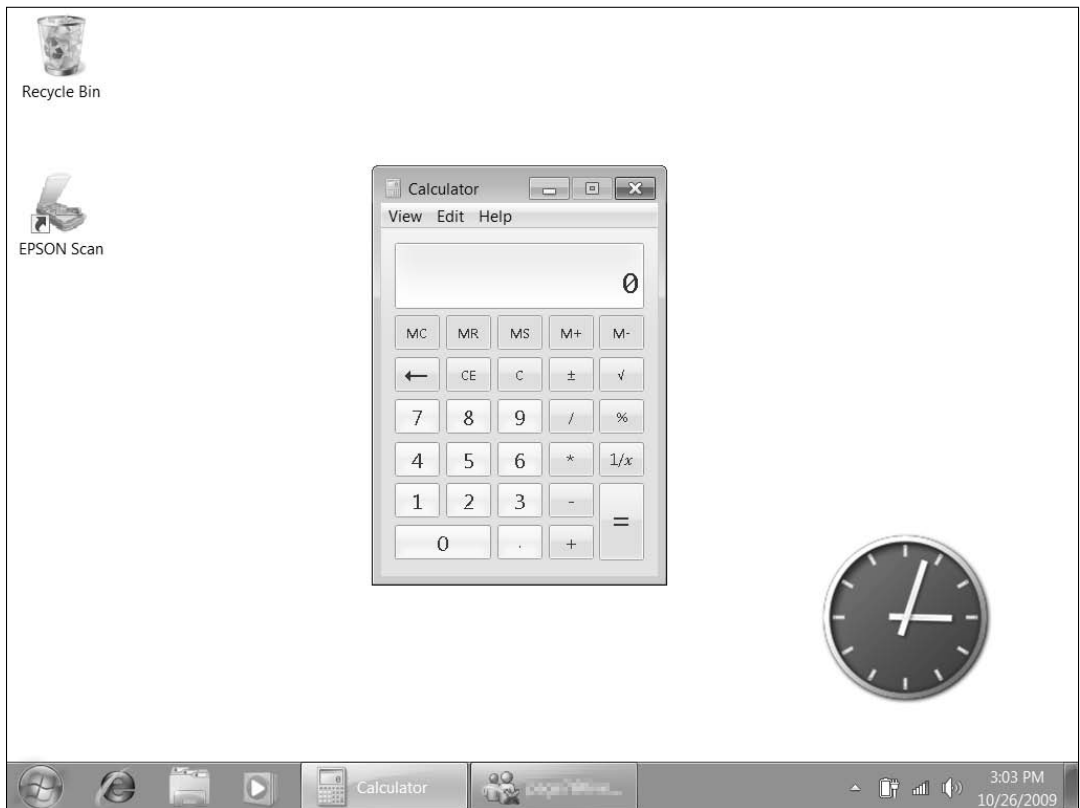 Recycle Bin
EPSON Scan
Calculator
View Edit Help
0
MC MR MS M+ M-
← CE C ± √
7 8 9 / %
4 5 6 * 1/x
1 2 3 - =
0 . +
Calculator
3:03 PM
10/26/2009